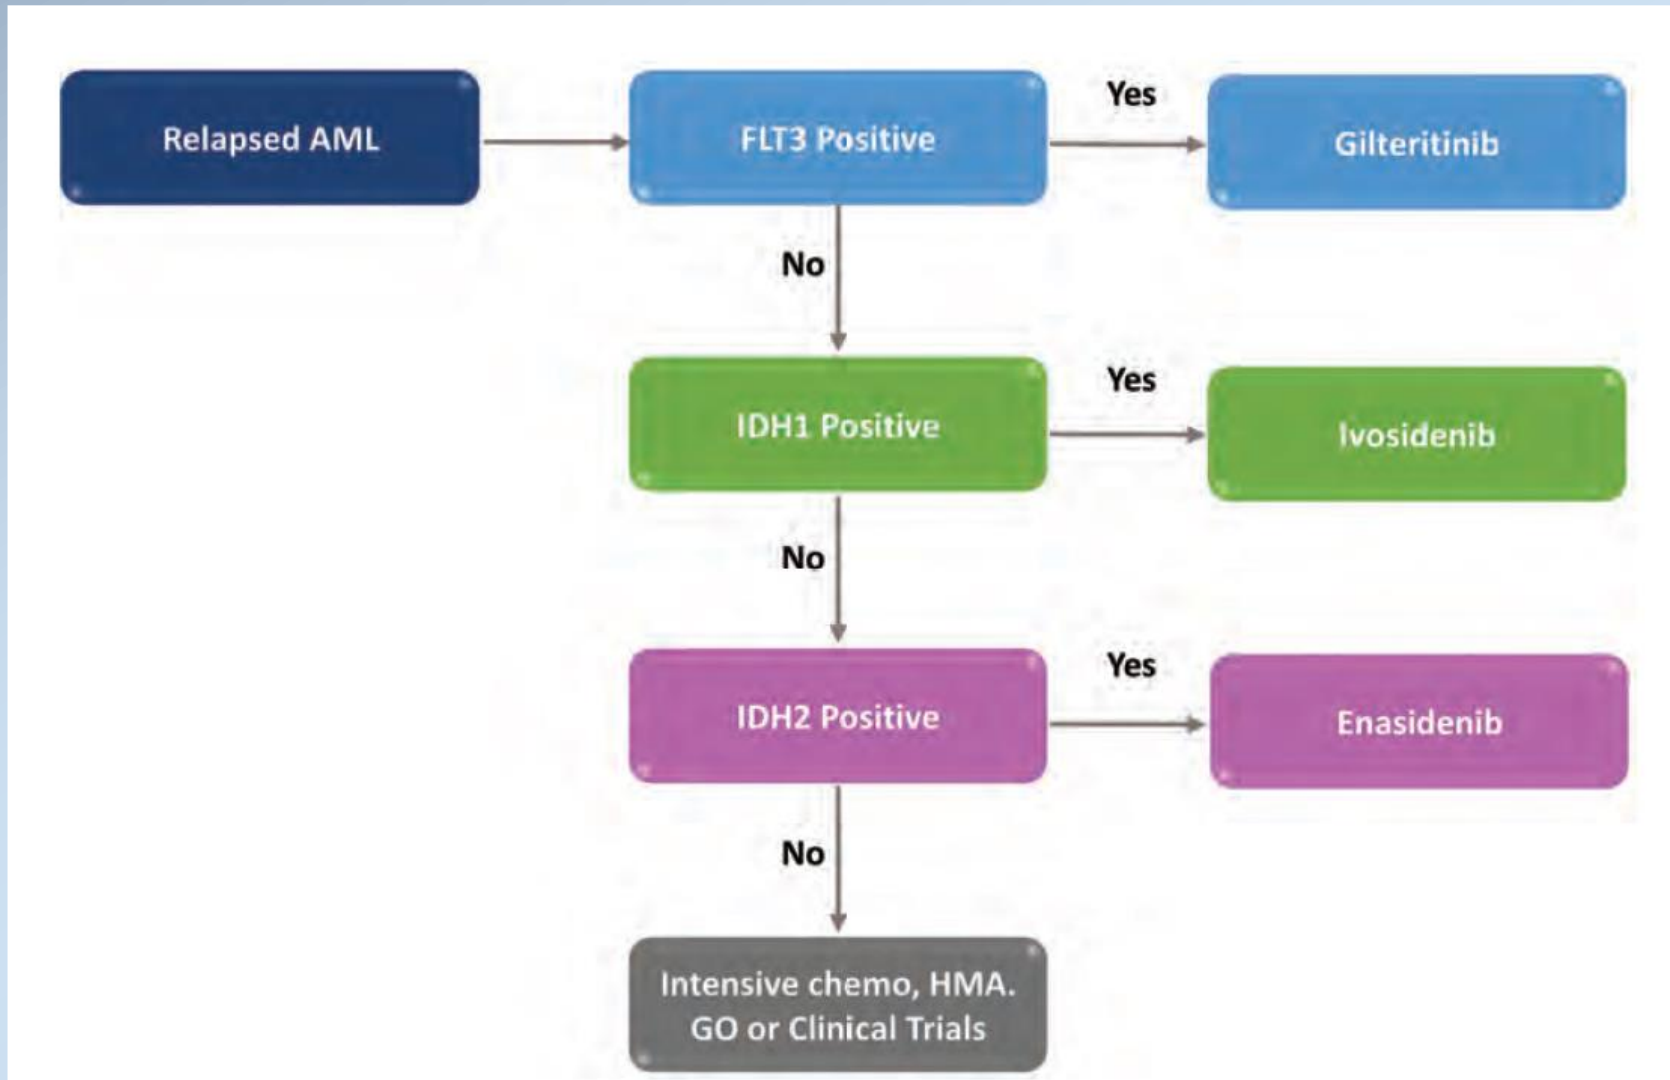 Relapsed AML
FLT3 Positive
Yes
Gilteritinib
No
IDH1 Positive
Yes
Ivosidenib
No
IDH2 Positive
Yes
Enasidenib
No
Intensive chemo, HMA.
GO or Clinical Trials